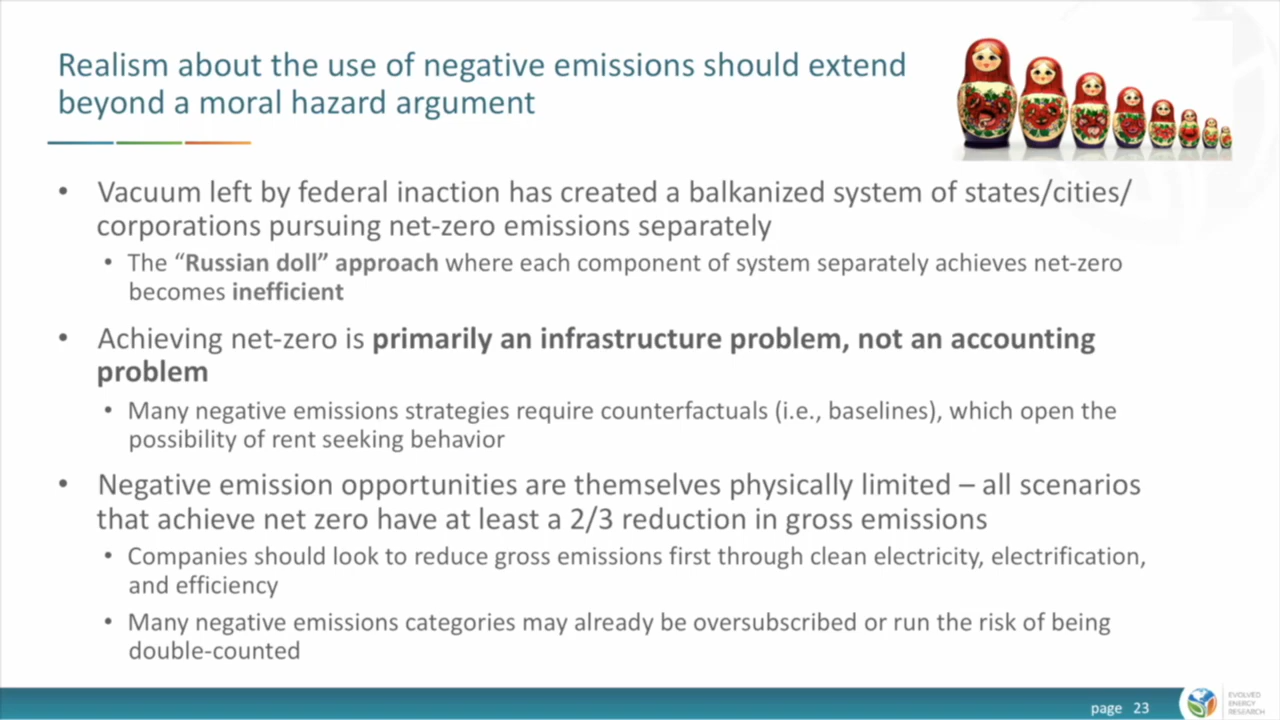 Realism about the use of negative emissions should extend
beyond a moral hazard argument
• Vacuum left by federal inaction has created a balkanized system of states/cities/
corporations pursuing net-zero emissions separately
• The “Russian doll” approach where each component of system separately achieves net-zero
becomes inefficient
• Achieving net-zero is primarily an infrastructure problem, not an accounting
problem
• Many negative emissions strategies require counterfactuals (i.e., baselines), which open the
possibility of rent seeking behavior
• Negative emission opportunities are themselves physically limited – all scenarios
that achieve net zero have at least a 2/3 reduction in gross emissions
• Companies should look to reduce gross emissions first through clean electricity, electrification,
and efficiency
• Many negative emissions categories may already be oversubscribed or run the risk of being
double-counted
page 23
EVOLVED
ENERGY
RESEARCH